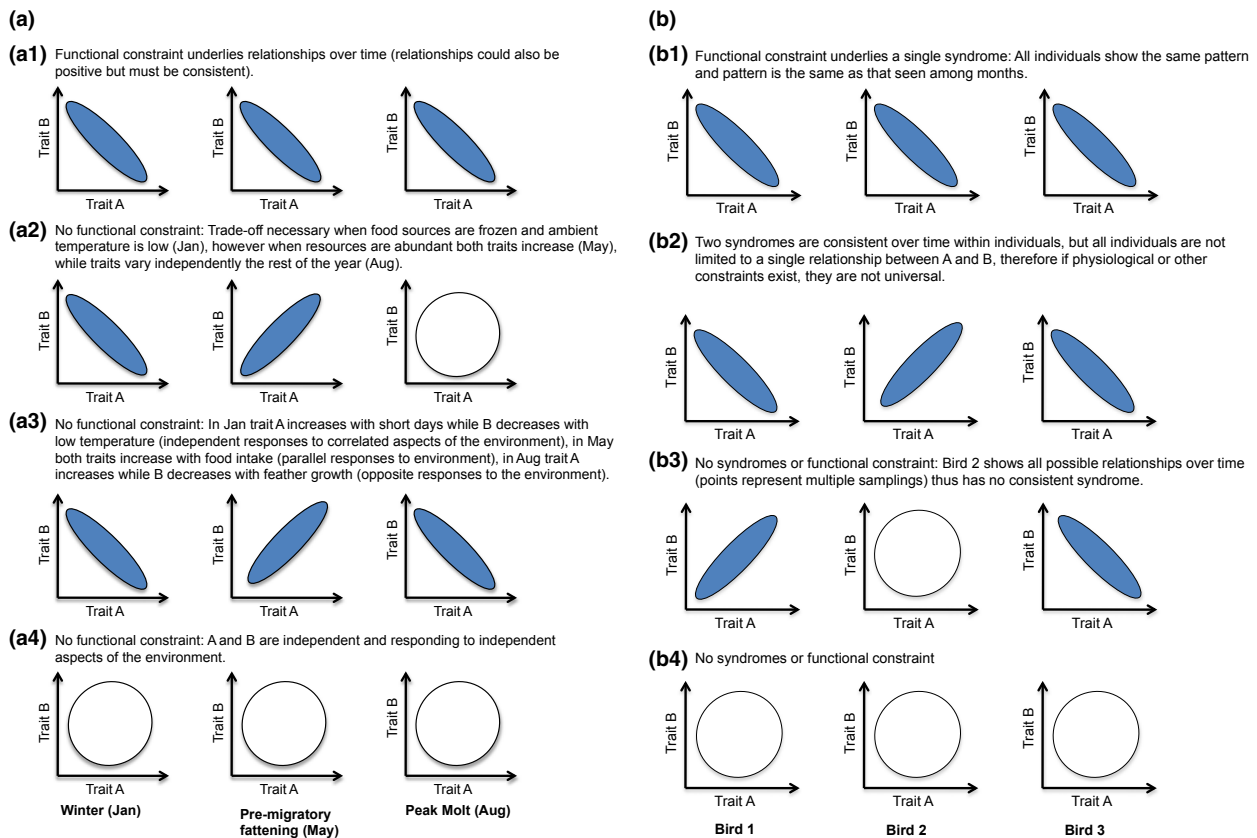 (a)
(a1) Functional constraint underlies relationships over time (relationships could also be
positive but must be consistent).
Trait B
Trait A
Trait B
Trait A
Trait B
Trait A
(a2) No functional constraint: Trade-off necessary when food sources are frozen and ambient
temperature is low (Jan), however when resources are abundant both traits increase (May),
while traits vary independently the rest of the year (Aug).
Trait B
Trait A
Trait B
Trait A
Trait B
Trait A
(a3) No functional constraint: In Jan trait A increases with short days while B decreases with
low temperature (independent responses to correlated aspects of the environment), in May
both traits increase with food intake (parallel responses to environment), in Aug trait A
increases while B decreases with feather growth (opposite responses to the environment).
Trait B
Trait A
Trait B
Trait A
Trait B
Trait A
(a4) No functional constraint: A and B are independent and responding to independent
aspects of the environment.
Trait B
Trait A
Trait B
Trait A
Trait B
Trait A
Winter (Jan)
Pre-migratory
fattening (May)
Peak Molt (Aug)
(b)
(b1) Functional constraint underlies a single syndrome: All individuals show the same pattern
and pattern is the same as that seen among months.
Trait B
Trait A
Trait B
Trait A
Trait B
Trait A
(b2) Two syndromes are consistent over time within individuals, but all individuals are not
limited to a single relationship between A and B, therefore if physiological or other
constraints exist, they are not universal.
Trait B
Trait A
Trait B
Trait A
Trait B
Trait A
(b3) No syndromes or functional constraint: Bird 2 shows all possible relationships over time
(points represent multiple samplings) thus has no consistent syndrome.
Trait B
Trait A
Trait B
Trait A
Trait B
Trait A
(b4) No syndromes or functional constraint
Trait B
Trait A
Trait B
Trait A
Trait B
Trait A
Bird 1
Bird 2
Bird 3